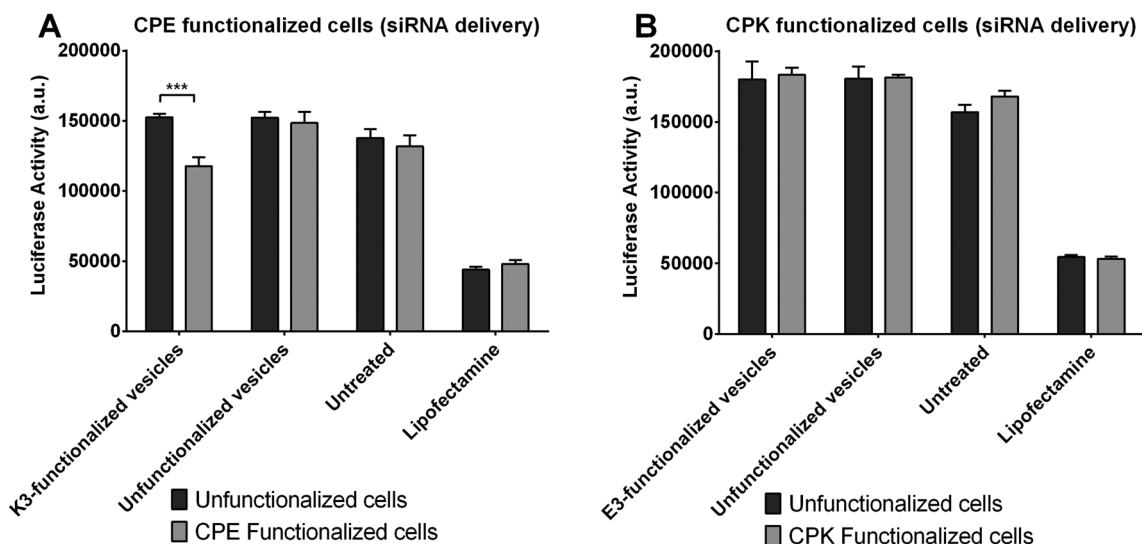 A
CPE functionalized cells (siRNA delivery)
Luciferase Activity (a.u.)
200000
150000
100000
50000
0
***
K3-functionalized vesicles
Unfunctionalized vesicles
Untreated
Lipofectamine
Unfunctionalized cells
CPE Functionalized cells
B
CPK functionalized cells (siRNA delivery)
Luciferase Activity (a.u.)
200000
150000
100000
50000
0
E3-functionalized vesicles
Unfunctionalized vesicles
Untreated
Lipofectamine
Unfunctionalized cells
CPK Functionalized cells